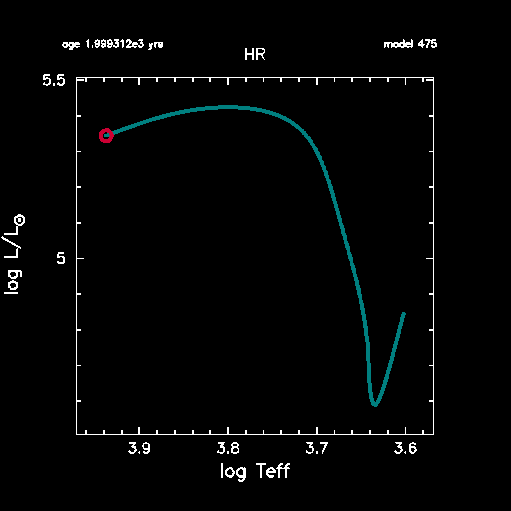 age 1.999312e3 yrs model 475
HR
5.5
5
log L/L⊙
3.9 3.8 3.7 3.6
log Teff